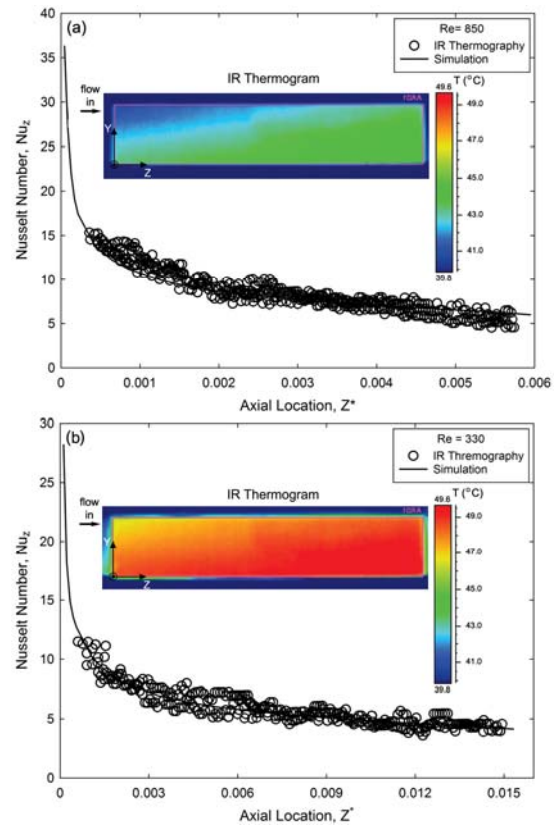 (a)
Re= 850
IR Thermography
Simulation
IR Thermogram
flow
in
Y
Z
T (°C)
49.6
49.0
47.0
45.0
43.0
41.0
39.8
40
35
30
25
20
15
10
5
0
Nusselt Number, Nuz
0
0.001
0.002
0.003
0.004
0.005
0.006
Axial Location, Z*
(b)
Re = 330
IR Thremography
Simulation
IR Thermogram
flow
in
Y
Z
T (°C)
49.6
49.0
47.0
45.0
43.0
41.0
39.8
30
25
20
15
10
5
0
Nusselt Number, Nuz
0
0.003
0.006
0.009
0.012
0.015
Axial Location, Z*